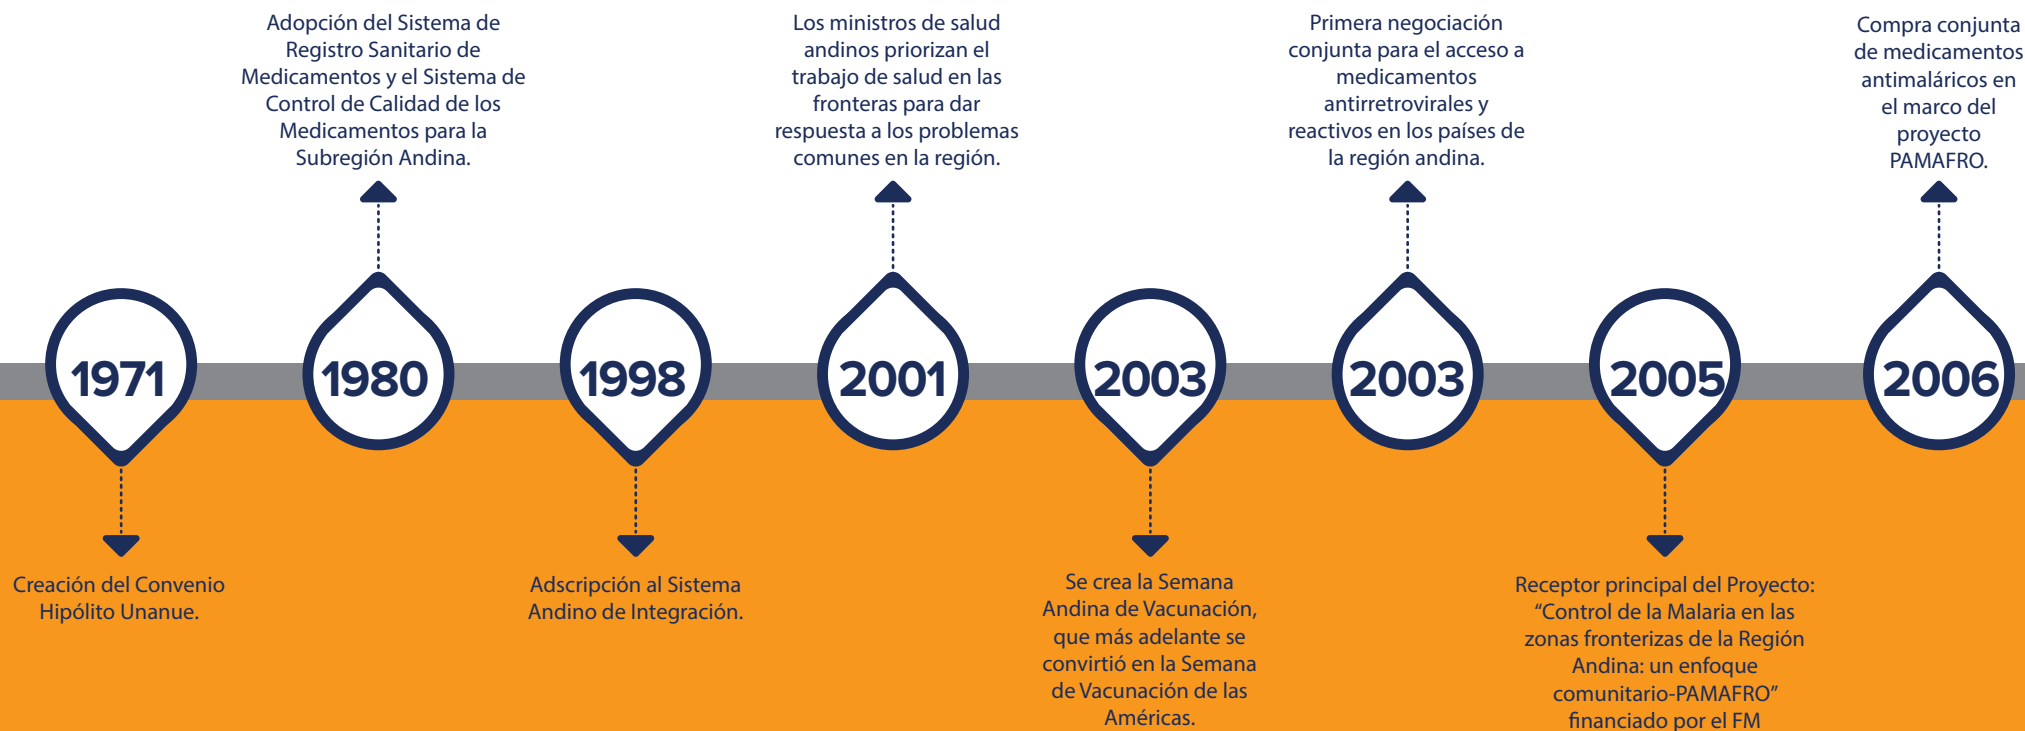 Adopción del Sistema de
Registro Sanitario de
Medicamentos y el Sistema de
Control de Calidad de los
Medicamentos para la
Subregión Andina.
Los ministros de salud
andinos priorizan el
trabajo de salud en las
fronteras para dar
respuesta a los problemas
comunes en la región.
Primera negociación
conjunta para el acceso a
medicamentos
antirretrovirales y
reactivos en los países de
la región andina.
Compra conjunta
de medicamentos
antimaláricos en
el marco del
proyecto
PAMAFRO.
1971
1980
1998
2001
2003
2003
2005
2006
Creación del Convenio
Hipólito Unanue.
Adscripción al Sistema
Andino de Integración.
Se crea la Semana
Andina de Vacunación,
que más adelante se
convirtió en la Semana
de Vacunación de las
Américas.
Receptor principal del Proyecto:
“Control de la Malaria en las
zonas fronterizas de la Región
Andina: un enfoque
comunitario-PAMAFRO”
financiado por el FM